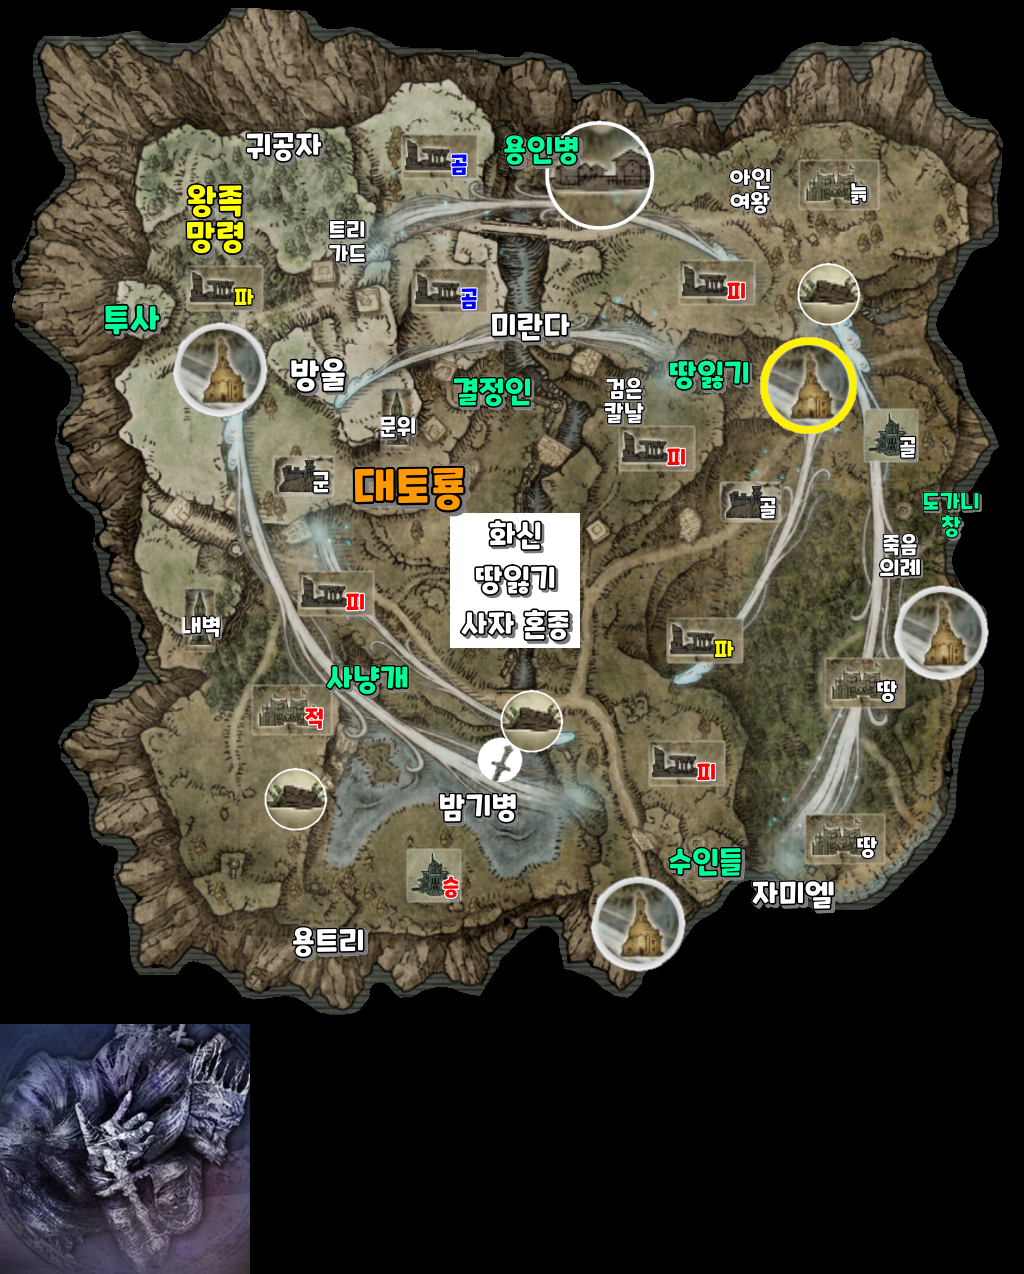 귀공자
용인병
곰
왕족
망령
아인
여왕
늙
트리
가드
파
곰
피
투사
미란다
방울
땅잃기
결정인
검은
칼날
문위
골
피
군
대토룡
골
도가니
창
화신
땅잃기
사자 혼종
죽음
의례
피
내벽
파
사냥개
땅
적
피
밤기병
땅
수인들
승
자미엘
용트리